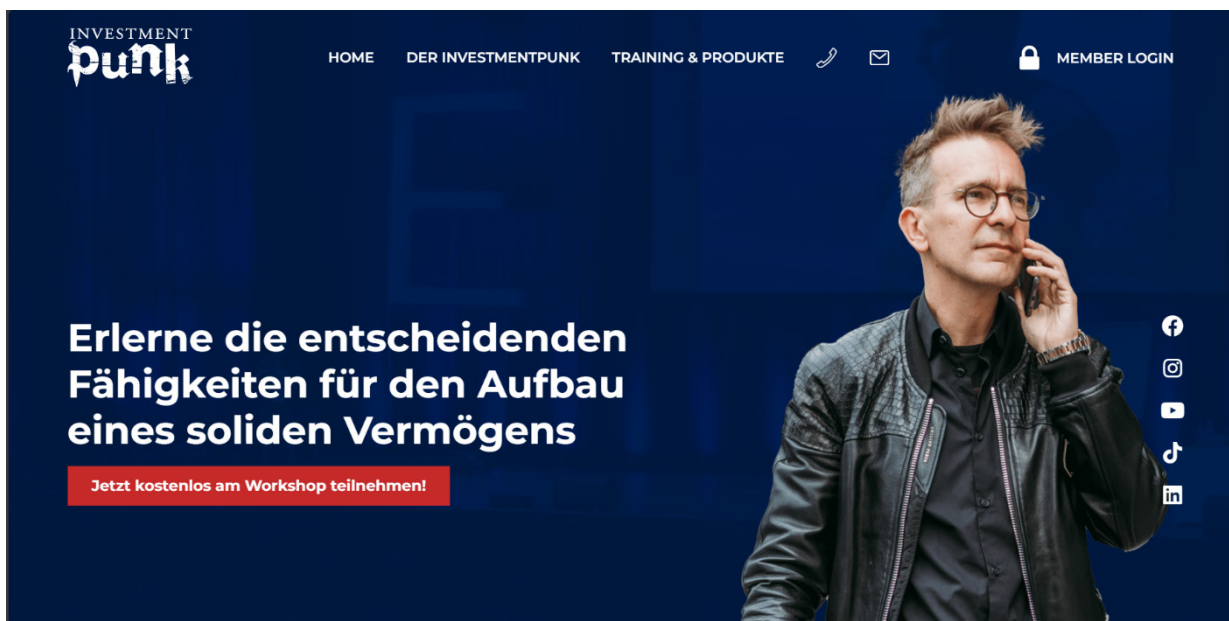 INVESTMENT
punk
HOME DER INVESTMENTPUNK TRAINING & PRODUKTE MEMBER LOGIN
Erlerne die entscheidenden
Fähigkeiten für den Aufbau
eines soliden Vermögens
Jetzt kostenlos am Workshop teilnehmen!